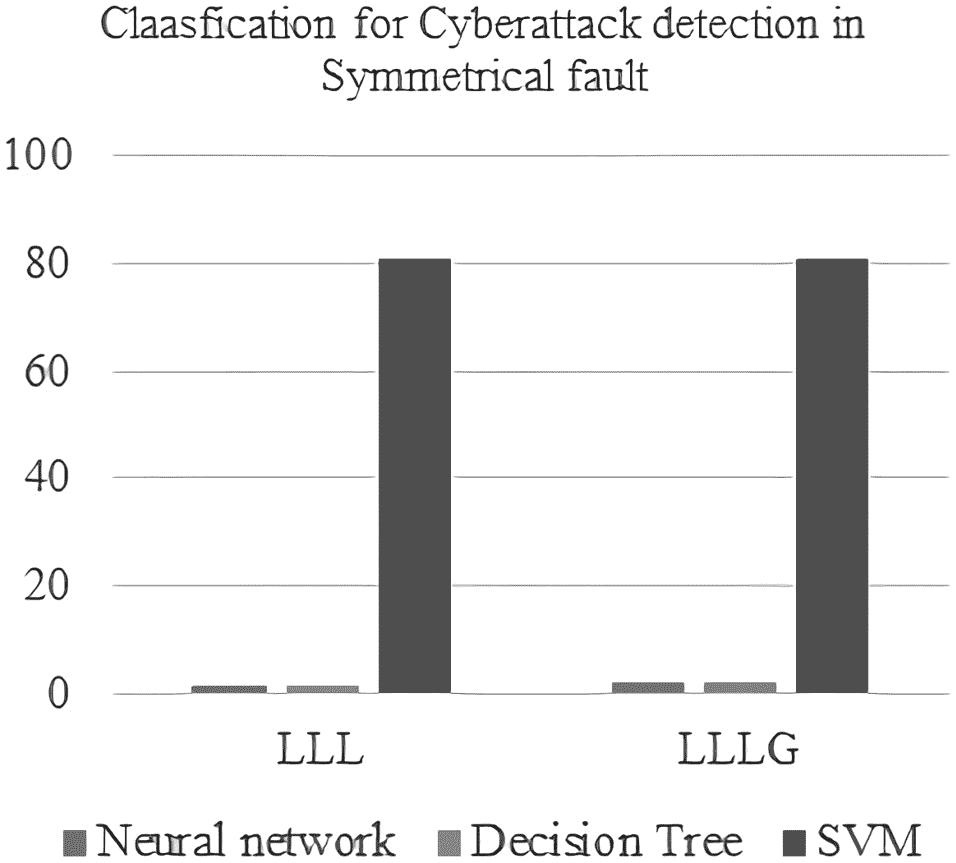 Claasfication for Cyberattack detection in
Symmetrical fault
100
80
60
40
20
0
LLL LLLG
Neural network Decision Tree SVM